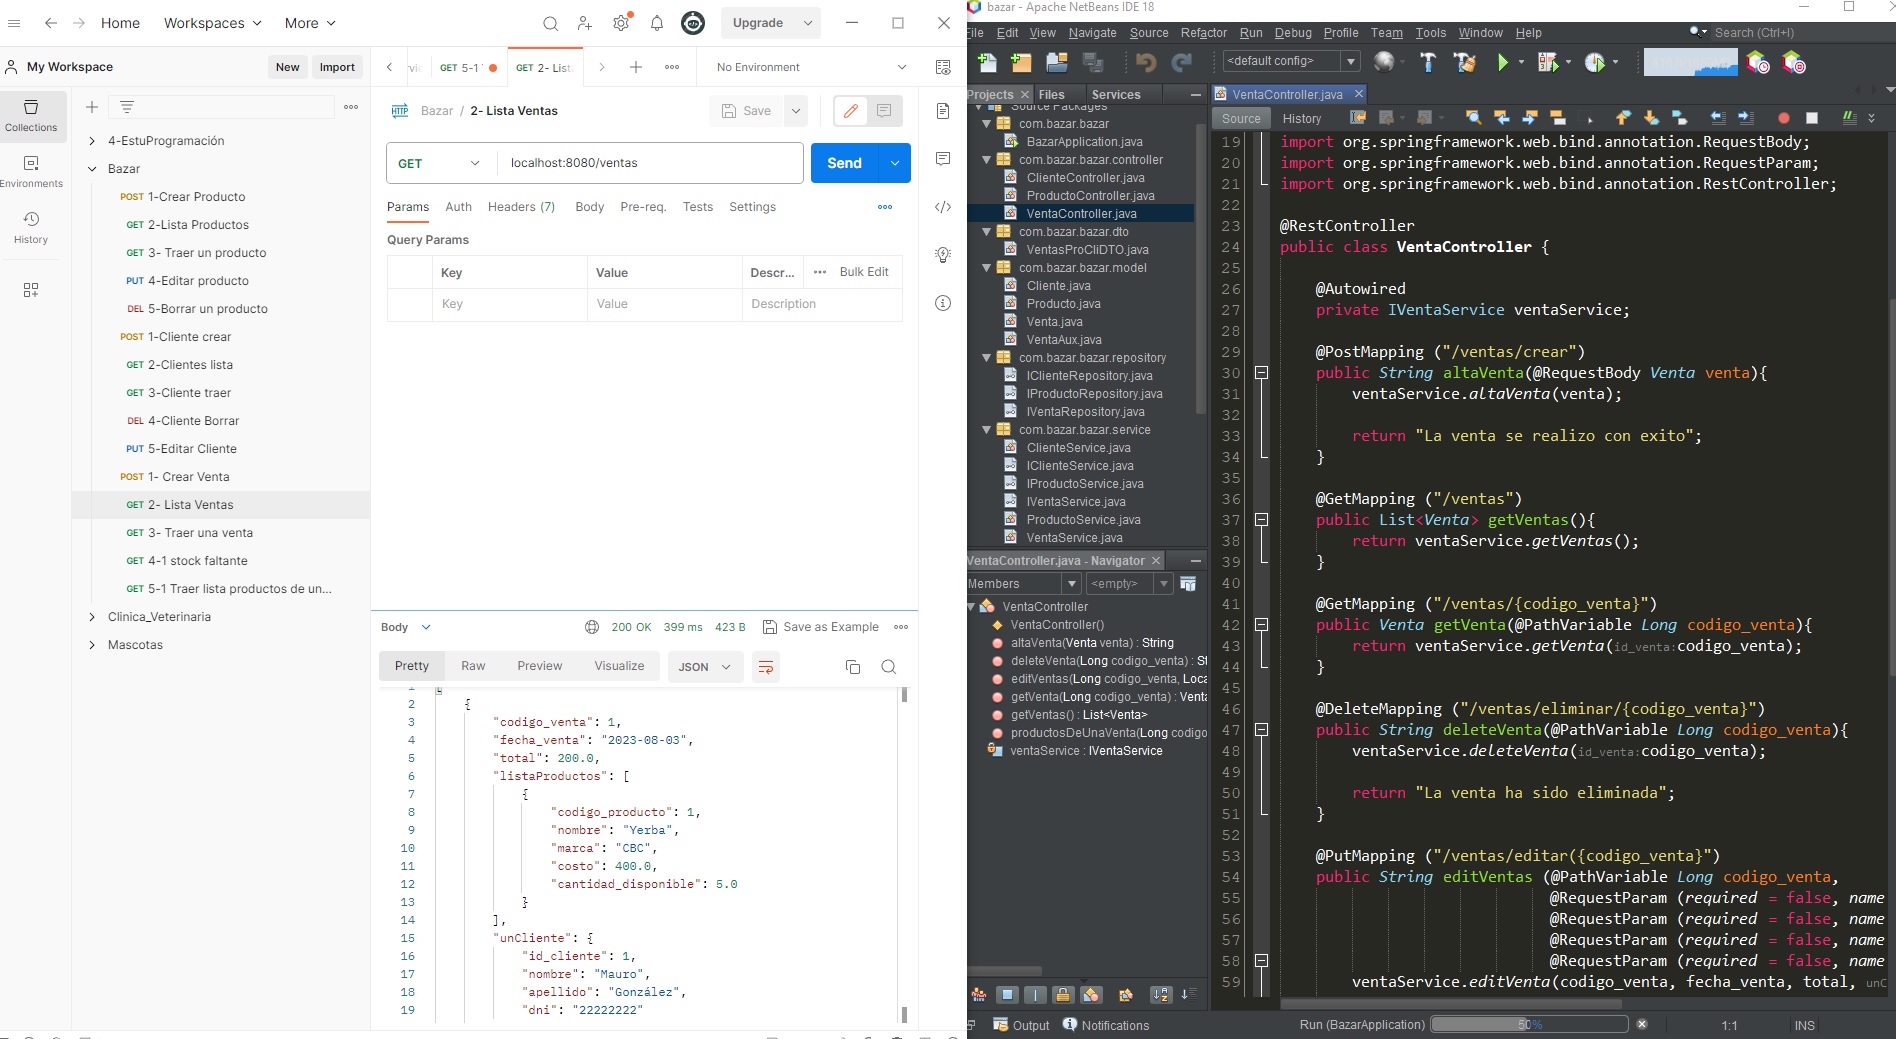 Home
Workspaces
More
Upgrade
My Workspace
New
Import
GET 5-1
GET 2- List
No Environment
Collections
Environments
History
4-EstuProgramación
Bazar
POST 1-Crear Producto
GET 2-Lista Productos
GET 3- Traer un producto
PUT 4-Editar producto
DEL 5-Borrar un producto
POST 1-Cliente crear
GET 2-Clientes lista
GET 3-Cliente traer
DEL 4-Cliente Borrar
PUT 5-Editar Cliente
POST 1- Crear Venta
GET 2- Lista Ventas
GET 3- Traer una venta
GET 4-1 stock faltante
GET 5-1 Traer lista productos de un...
Clinica_Veterinaria
Mascotas
HTTP Bazar / 2- Lista Ventas
Save
GET localhost:8080/ventas
Send
Params Auth Headers (7) Body Pre-req. Tests Settings
Query Params
Key Value Descr... ••• Bulk Edit
Key Value Description
Body 200 OK 399 ms 423 B Save as Example
Pretty Raw Preview Visualize JSON
1 [
2 {
3 "codigo_venta": 1,
4 "fecha_venta": "2023-08-03",
5 "total": 200.0,
6 "listaProductos": [
7 {
8 "codigo_producto": 1,
9 "nombre": "Yerba",
10 "marca": "CBC",
11 "costo": 400.0,
12 "cantidad_disponible": 5.0
13 }
14 ],
15 "unCliente": {
16 "id_cliente": 1,
17 "nombre": "Mauro",
18 "apellido": "González",
19 "dni": "22222222"
bazar - Apache NetBeans IDE 18
File Edit View Navigate Source Refactor Run Debug Profile Team Tools Window Help
Search (Ctrl+I)
<default config>
Projects Files Services
Source Packages
com.bazar.bazar
BazarApplication.java
com.bazar.bazar.controller
ClienteController.java
ProductoController.java
VentaController.java
com.bazar.bazar.dto
VentasProCliDTO.java
com.bazar.bazar.model
Cliente.java
Producto.java
Venta.java
VentaAux.java
com.bazar.bazar.repository
IClienteRepository.java
IProductoRepository.java
IVentaRepository.java
com.bazar.bazar.service
ClienteService.java
IClienteService.java
IProductoService.java
IVentaService.java
ProductoService.java
VentaService.java
VentaController.java - Navigator
Members <empty>
VentaController
VentaController()
altaVenta(Venta venta) : String
deleteVenta(Long codigo_venta) : St
editVentas(Long codigo_venta, Loca
getVenta(Long codigo_venta) : Venta
getVentas() : List<Venta>
productosDeUnaVenta(Long codigo
ventaService : IVentaService
VentaController.java
Source History
19 import org.springframework.web.bind.annotation.RequestBody;
20 import org.springframework.web.bind.annotation.RequestParam;
21 import org.springframework.web.bind.annotation.RestController;
22
23 @RestController
24 public class VentaController {
25
26 @Autowired
27 private IVentaService ventaService;
28
29 @PostMapping ("/ventas/crear")
30 public String altaVenta(@RequestBody Venta venta){
31 ventaService.altaVenta(venta);
32
33 return "La venta se realizo con exito";
34 }
35
36 @GetMapping ("/ventas")
37 public List<Venta> getVentas(){
38 return ventaService.getVentas();
39 }
40
41 @GetMapping ("/ventas/{codigo_venta}")
42 public Venta getVenta(@PathVariable Long codigo_venta){
43 return ventaService.getVenta(id_venta:codigo_venta);
44 }
45
46 @DeleteMapping ("/ventas/eliminar/{codigo_venta}")
47 public String deleteVenta(@PathVariable Long codigo_venta){
48 ventaService.deleteVenta(id_venta:codigo_venta);
49
50 return "La venta ha sido eliminada";
51 }
52
53 @PutMapping ("/ventas/editar({codigo_venta}")
54 public String editVentas (@PathVariable Long codigo_venta,
55 @RequestParam (required = false, name
56 @RequestParam (required = false, name
57 @RequestParam (required = false, name
58 @RequestParam (required = false, name
59 ventaService.editVenta(codigo_venta, fecha_venta, total, unC
Output Notifications
Run (BazarApplication) 50% 1:1 INS